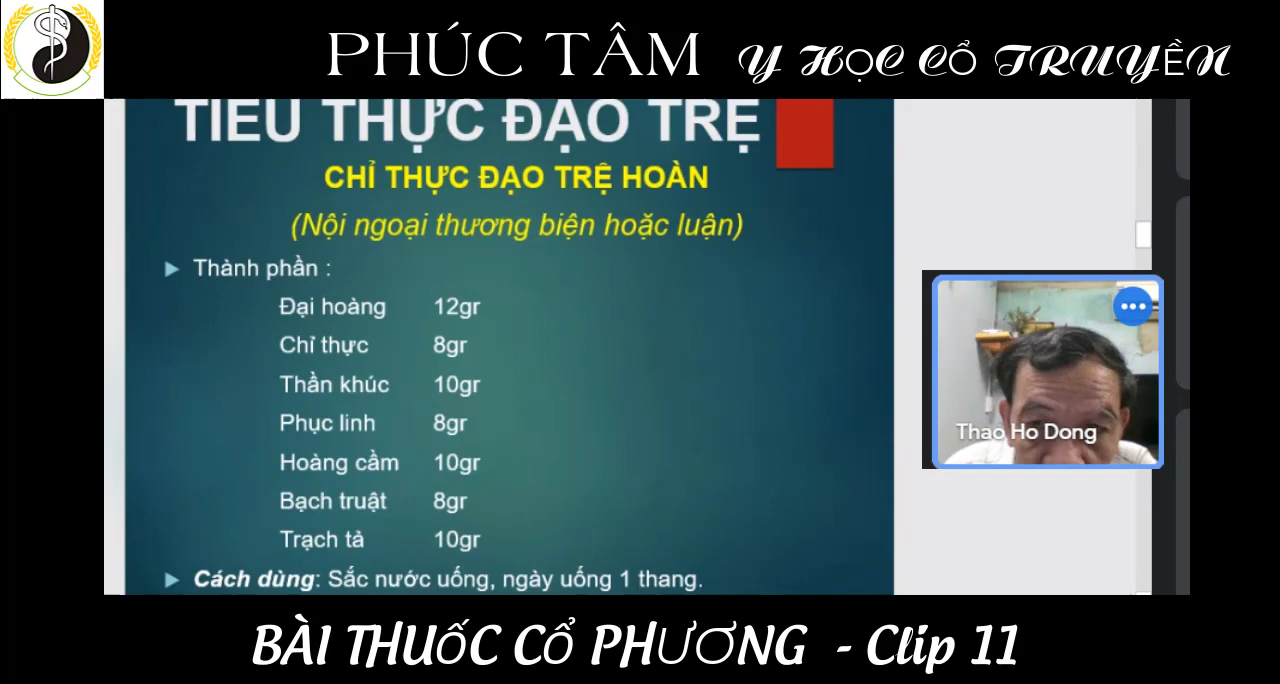 PHÚC TÂM Y HỌC CỔ TRUYỀN
TIÊU THỰC ĐẠO TRỆ
CHỈ THỰC ĐẠO TRỆ HOÀN
(Nội ngoại thương biện hoặc luận)
Thành phần :
Đại hoàng 12gr
Chỉ thực 8gr
Thần khúc 10gr
Phục linh 8gr
Hoàng cầm 10gr
Bạch truật 8gr
Trạch tả 10gr
Cách dùng: Sắc nước uống, ngày uống 1 thang.
Thao Ho Dong
BÀI THUỐC CỔ PHƯƠNG - Clip 11